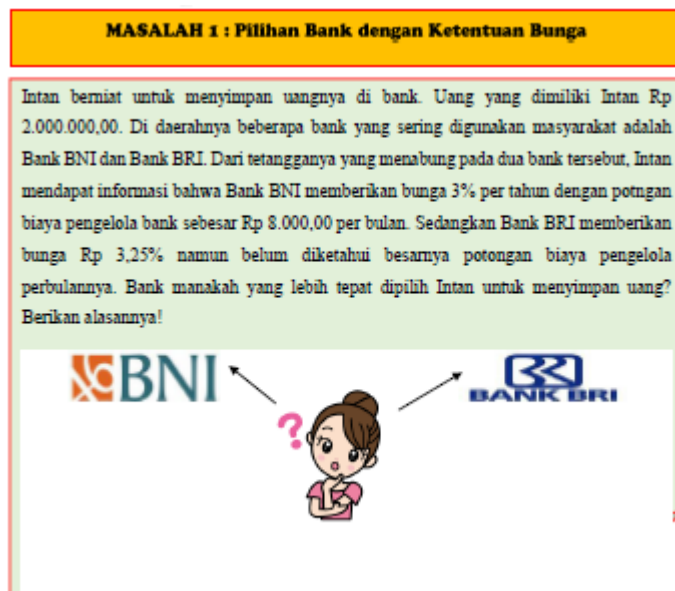 MASALAH 1 : Pilihan Bank dengan Ketentuan Bunga
Intan berniat untuk menyimpan uangnya di bank. Uang yang dimiliki Intan Rp
2.000.000,00. Di daerahnya beberapa bank yang sering digunakan masyarakat adalah
Bank BNI dan Bank BRI. Dari tetangganya yang menabung pada dua bank tersebut, Intan
mendapat informasi bahwa Bank BNI memberikan bunga 3% per tahun dengan potngan
biaya pengelola bank sebesar Rp 8.000,00 per bulan. Sedangkan Bank BRI memberikan
bunga Rp 3,25% namun belum diketahui besarnya potongan biaya pengelola
perbulannya. Bank manakah yang lebih tepat dipilih Intan untuk menyimpan uang?
Berikan alasannya!
BNI
BANK BRI
?